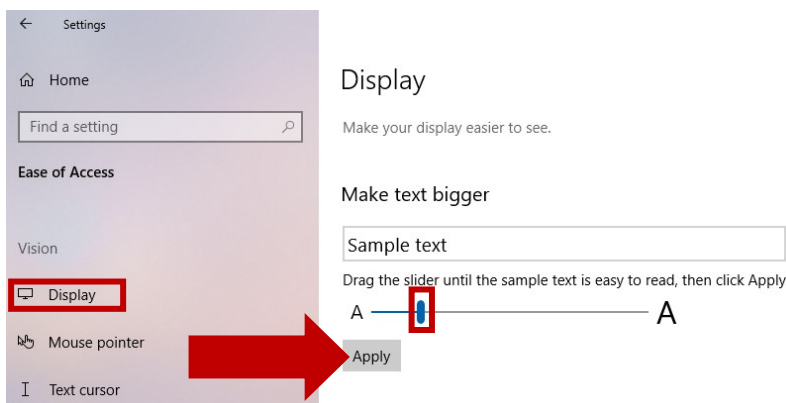 Settings
Home
Find a setting
Ease of Access
Vision
Display
Mouse pointer
Text cursor
Display
Make your display easier to see.
Make text bigger
Sample text
Drag the slider until the sample text is easy to read, then click Apply
A A
Apply